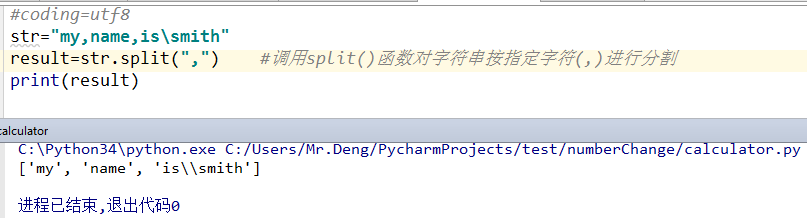 #coding=utf8
str="my,name,is\smith"
result=str.split(",")    #调用split()函数对字符串按指定字符(,)进行分割
print(result)
calculator
C:\Python34\python.exe C:/Users/Mr.Deng/PycharmProjects/test/numberChange/calculator.py
['my', 'name', 'is\\smith']
进程已结束,退出代码0